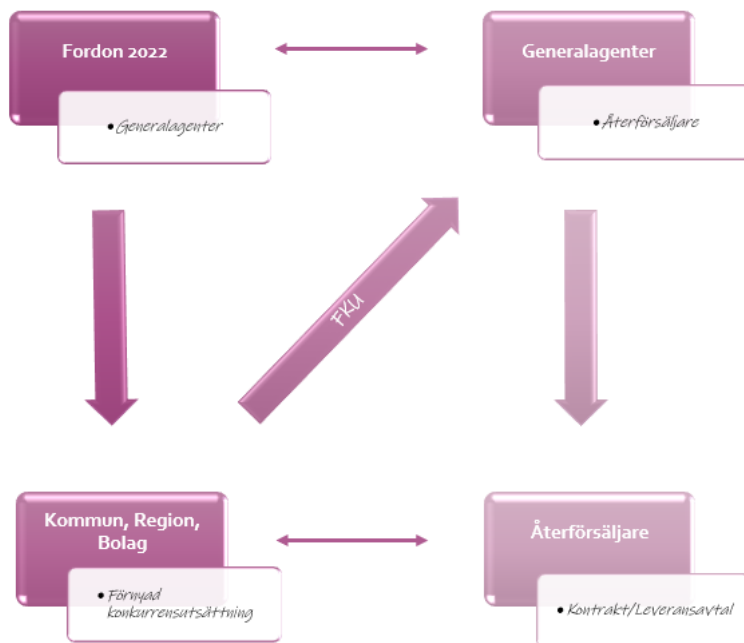 Fordon 2022
• Generalagenter
Generalagenter
• Återförsäljare
FKU
Kommun, Region,
Bolag
• Förnyad
konkurrensutsättning
Återförsäljare
• Kontrakt/Leveransavtal